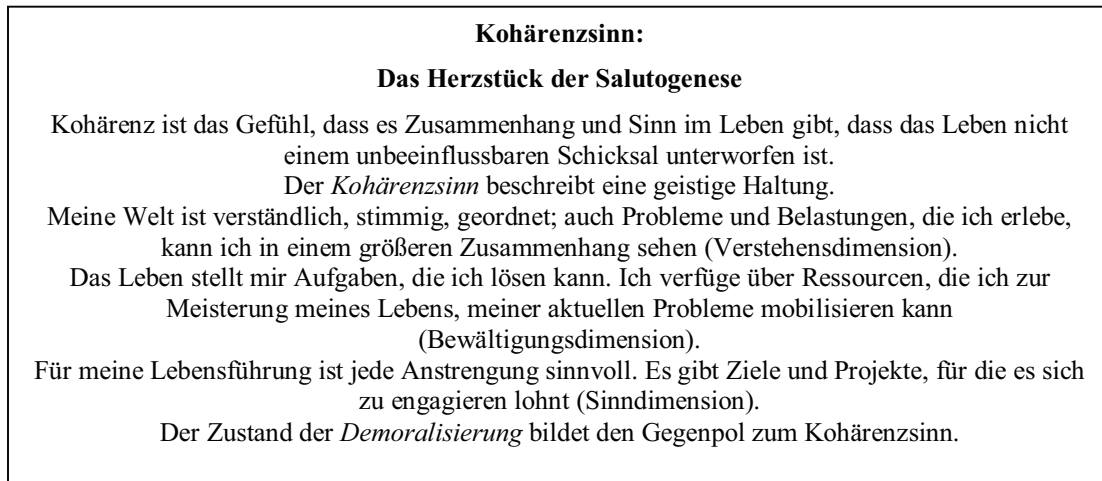 Kohärenzsinn:
Das Herzstück der Salutogenese
Kohärenz ist das Gefühl, dass es Zusammenhang und Sinn im Leben gibt, dass das Leben nicht
einem unbeeinflussbaren Schicksal unterworfen ist.
Der Kohärenzsinn beschreibt eine geistige Haltung.
Meine Welt ist verständlich, stimmig, geordnet; auch Probleme und Belastungen, die ich erlebe,
kann ich in einem größeren Zusammenhang sehen (Verstehensdimension).
Das Leben stellt mir Aufgaben, die ich lösen kann. Ich verfüge über Ressourcen, die ich zur
Meisterung meines Lebens, meiner aktuellen Probleme mobilisieren kann
(Bewältigungsdimension).
Für meine Lebensführung ist jede Anstrengung sinnvoll. Es gibt Ziele und Projekte, für die es sich
zu engagieren lohnt (Sinndimension).
Der Zustand der Demoralisierung bildet den Gegenpol zum Kohärenzsinn.